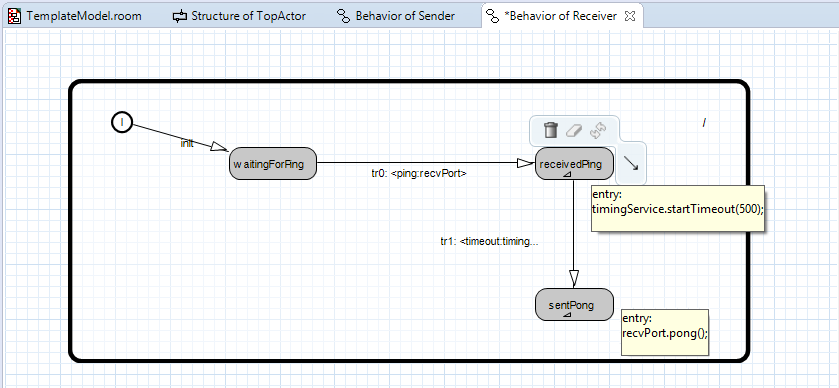 TemplateModel.room
Structure of TopActor
Behavior of Sender
*Behavior of Receiver
I
/
init
waitingForPing
receivedPing
tr0: <ping:recvPort>
entry:
timingService.startTimeout(500);
tr1: <timeout:timing...
sentPong
entry:
recvPort.pong();